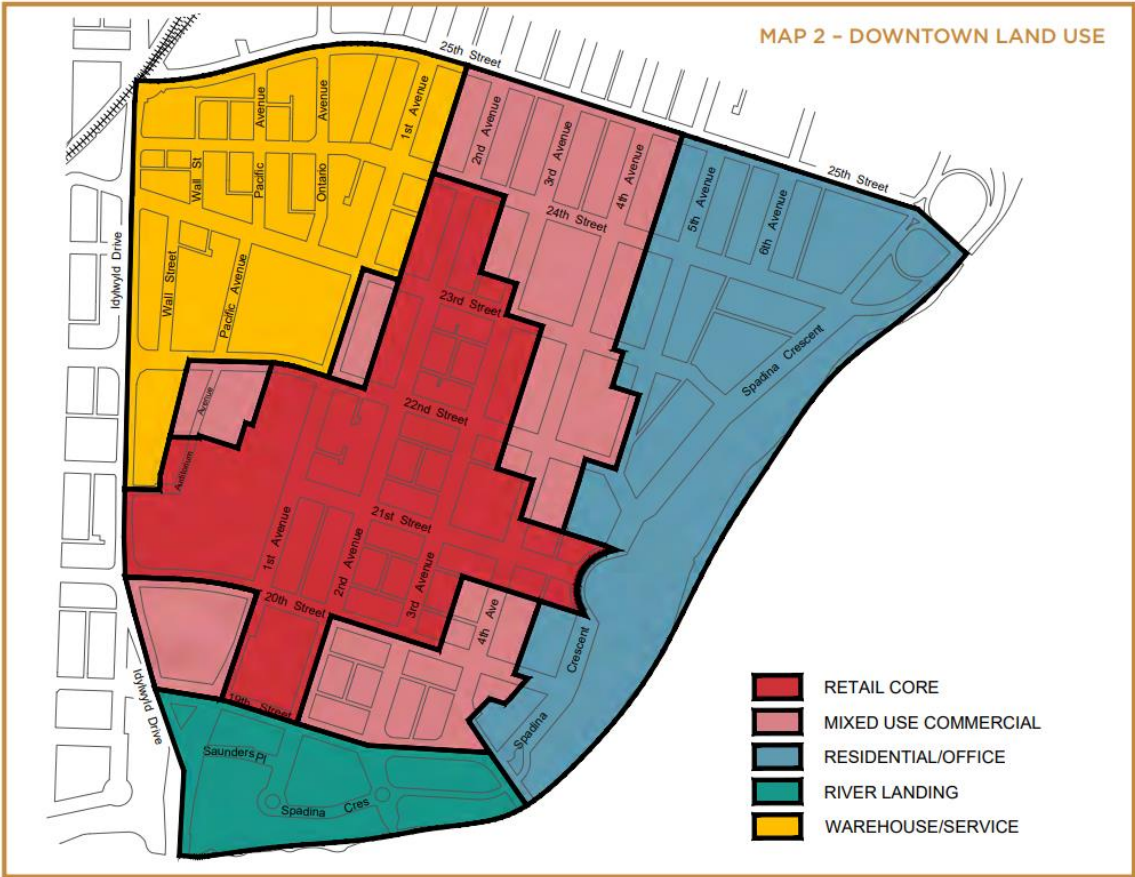 MAP 2 – DOWNTOWN LAND USE
25th Street
25th Street
1st Avenue
Avenue
Avenue
2nd Avenue
3rd Avenue
4th Avenue
Wall St
Pacific
Ontario
24th Street
5th Avenue
6th Avenue
Idylwyld Drive
Wall Street
Pacific Avenue
23rd Street
Spadina Crescent
Avenue
22nd Street
Auditorium
21st Street
1st Avenue
2nd Avenue
3rd Avenue
20th Street
4th Ave
Crescent
Spadina
Idylwyld Drive
19th Street
Saunders Pl
Spadina Cres
RETAIL CORE
MIXED USE COMMERCIAL
RESIDENTIAL/OFFICE
RIVER LANDING
WAREHOUSE/SERVICE